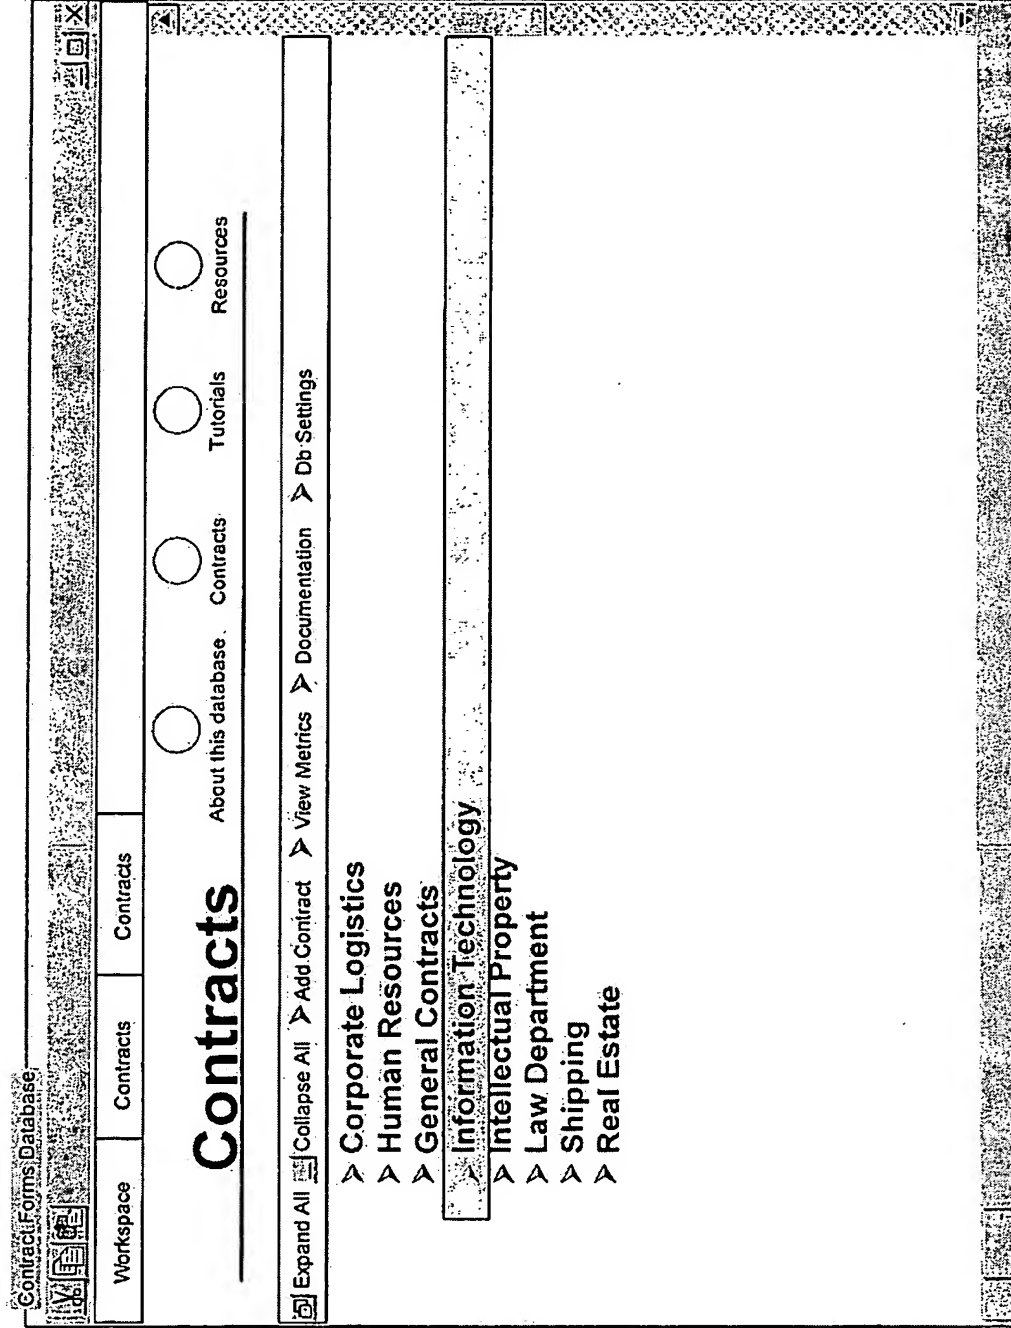 Contract Forms Database
Workspace Contracts Contracts
Contracts
About this database Contracts Tutorials Resources
Expand All Collapse All Add Contract View Metrics Documentation Db Settings
Corporate Logistics
Human Resources
General Contracts
Information Technology
Intellectual Property
Law Department
Shipping
Real Estate